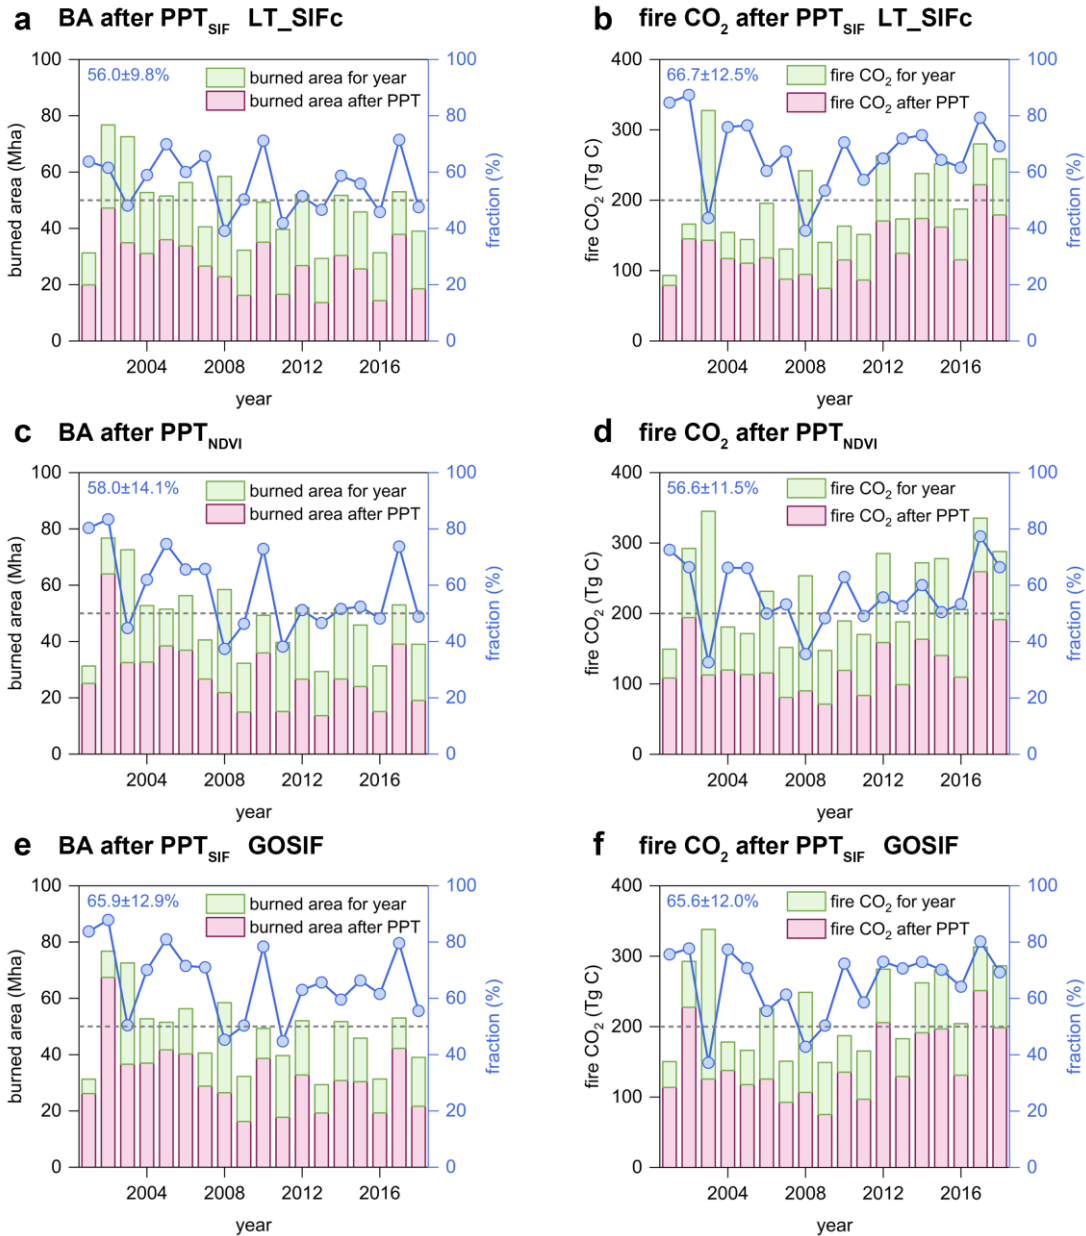 a BA after PPT_SIF LT_SIFc
56.0±9.8%
burned area for year
burned area after PPT
burned area (Mha)
fraction (%)
100
80
60
40
20
0
100
80
60
40
20
0
2004 2008 2012 2016
year
b fire CO2 after PPT_SIF LT_SIFc
66.7±12.5%
fire CO2 for year
fire CO2 after PPT
fire CO2 (Tg C)
fraction (%)
400
300
200
100
0
100
80
60
40
20
0
2004 2008 2012 2016
year
c BA after PPT_NDVI
58.0±14.1%
burned area for year
burned area after PPT
burned area (Mha)
fraction (%)
100
80
60
40
20
0
100
80
60
40
20
0
2004 2008 2012 2016
year
d fire CO2 after PPT_NDVI
56.6±11.5%
fire CO2 for year
fire CO2 after PPT
fire CO2 (Tg C)
fraction (%)
400
300
200
100
0
100
80
60
40
20
0
2004 2008 2012 2016
year
e BA after PPT_SIF GOSIF
65.9±12.9%
burned area for year
burned area after PPT
burned area (Mha)
fraction (%)
100
80
60
40
20
0
100
80
60
40
20
0
2004 2008 2012 2016
year
f fire CO2 after PPT_SIF GOSIF
65.6±12.0%
fire CO2 for year
fire CO2 after PPT
fire CO2 (Tg C)
fraction (%)
400
300
200
100
0
100
80
60
40
20
0
2004 2008 2012 2016
year